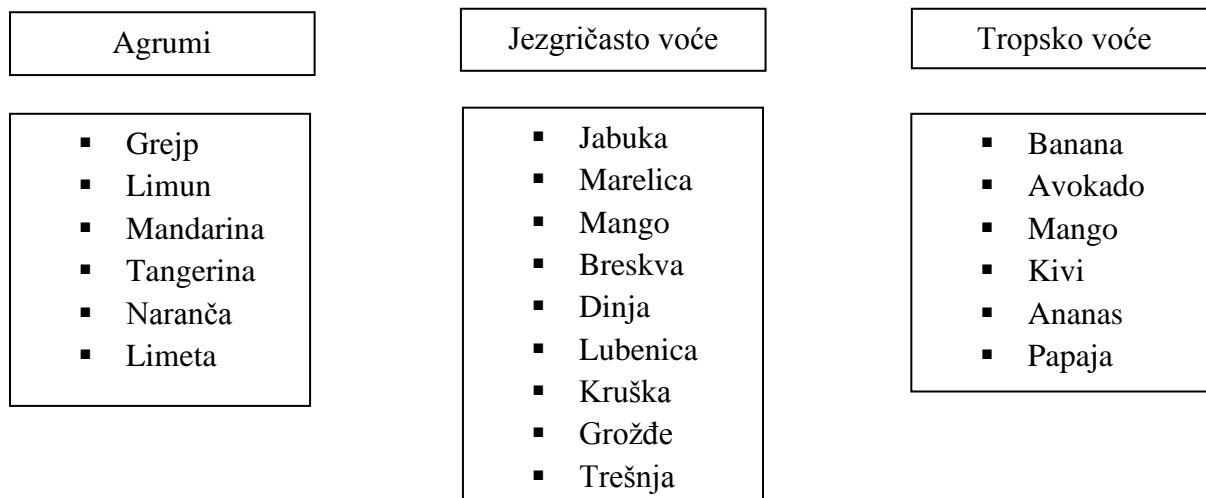 Agrumi
▪ Grejp
▪ Limun
▪ Mandarina
▪ Tangerina
▪ Naranča
▪ Limeta
Jezgričasto voće
▪ Jabuka
▪ Marelica
▪ Mango
▪ Breskva
▪ Dinja
▪ Lubenica
▪ Kruška
▪ Grožđe
▪ Trešnja
Tropsko voće
▪ Banana
▪ Avokado
▪ Mango
▪ Kivi
▪ Ananas
▪ Papaja